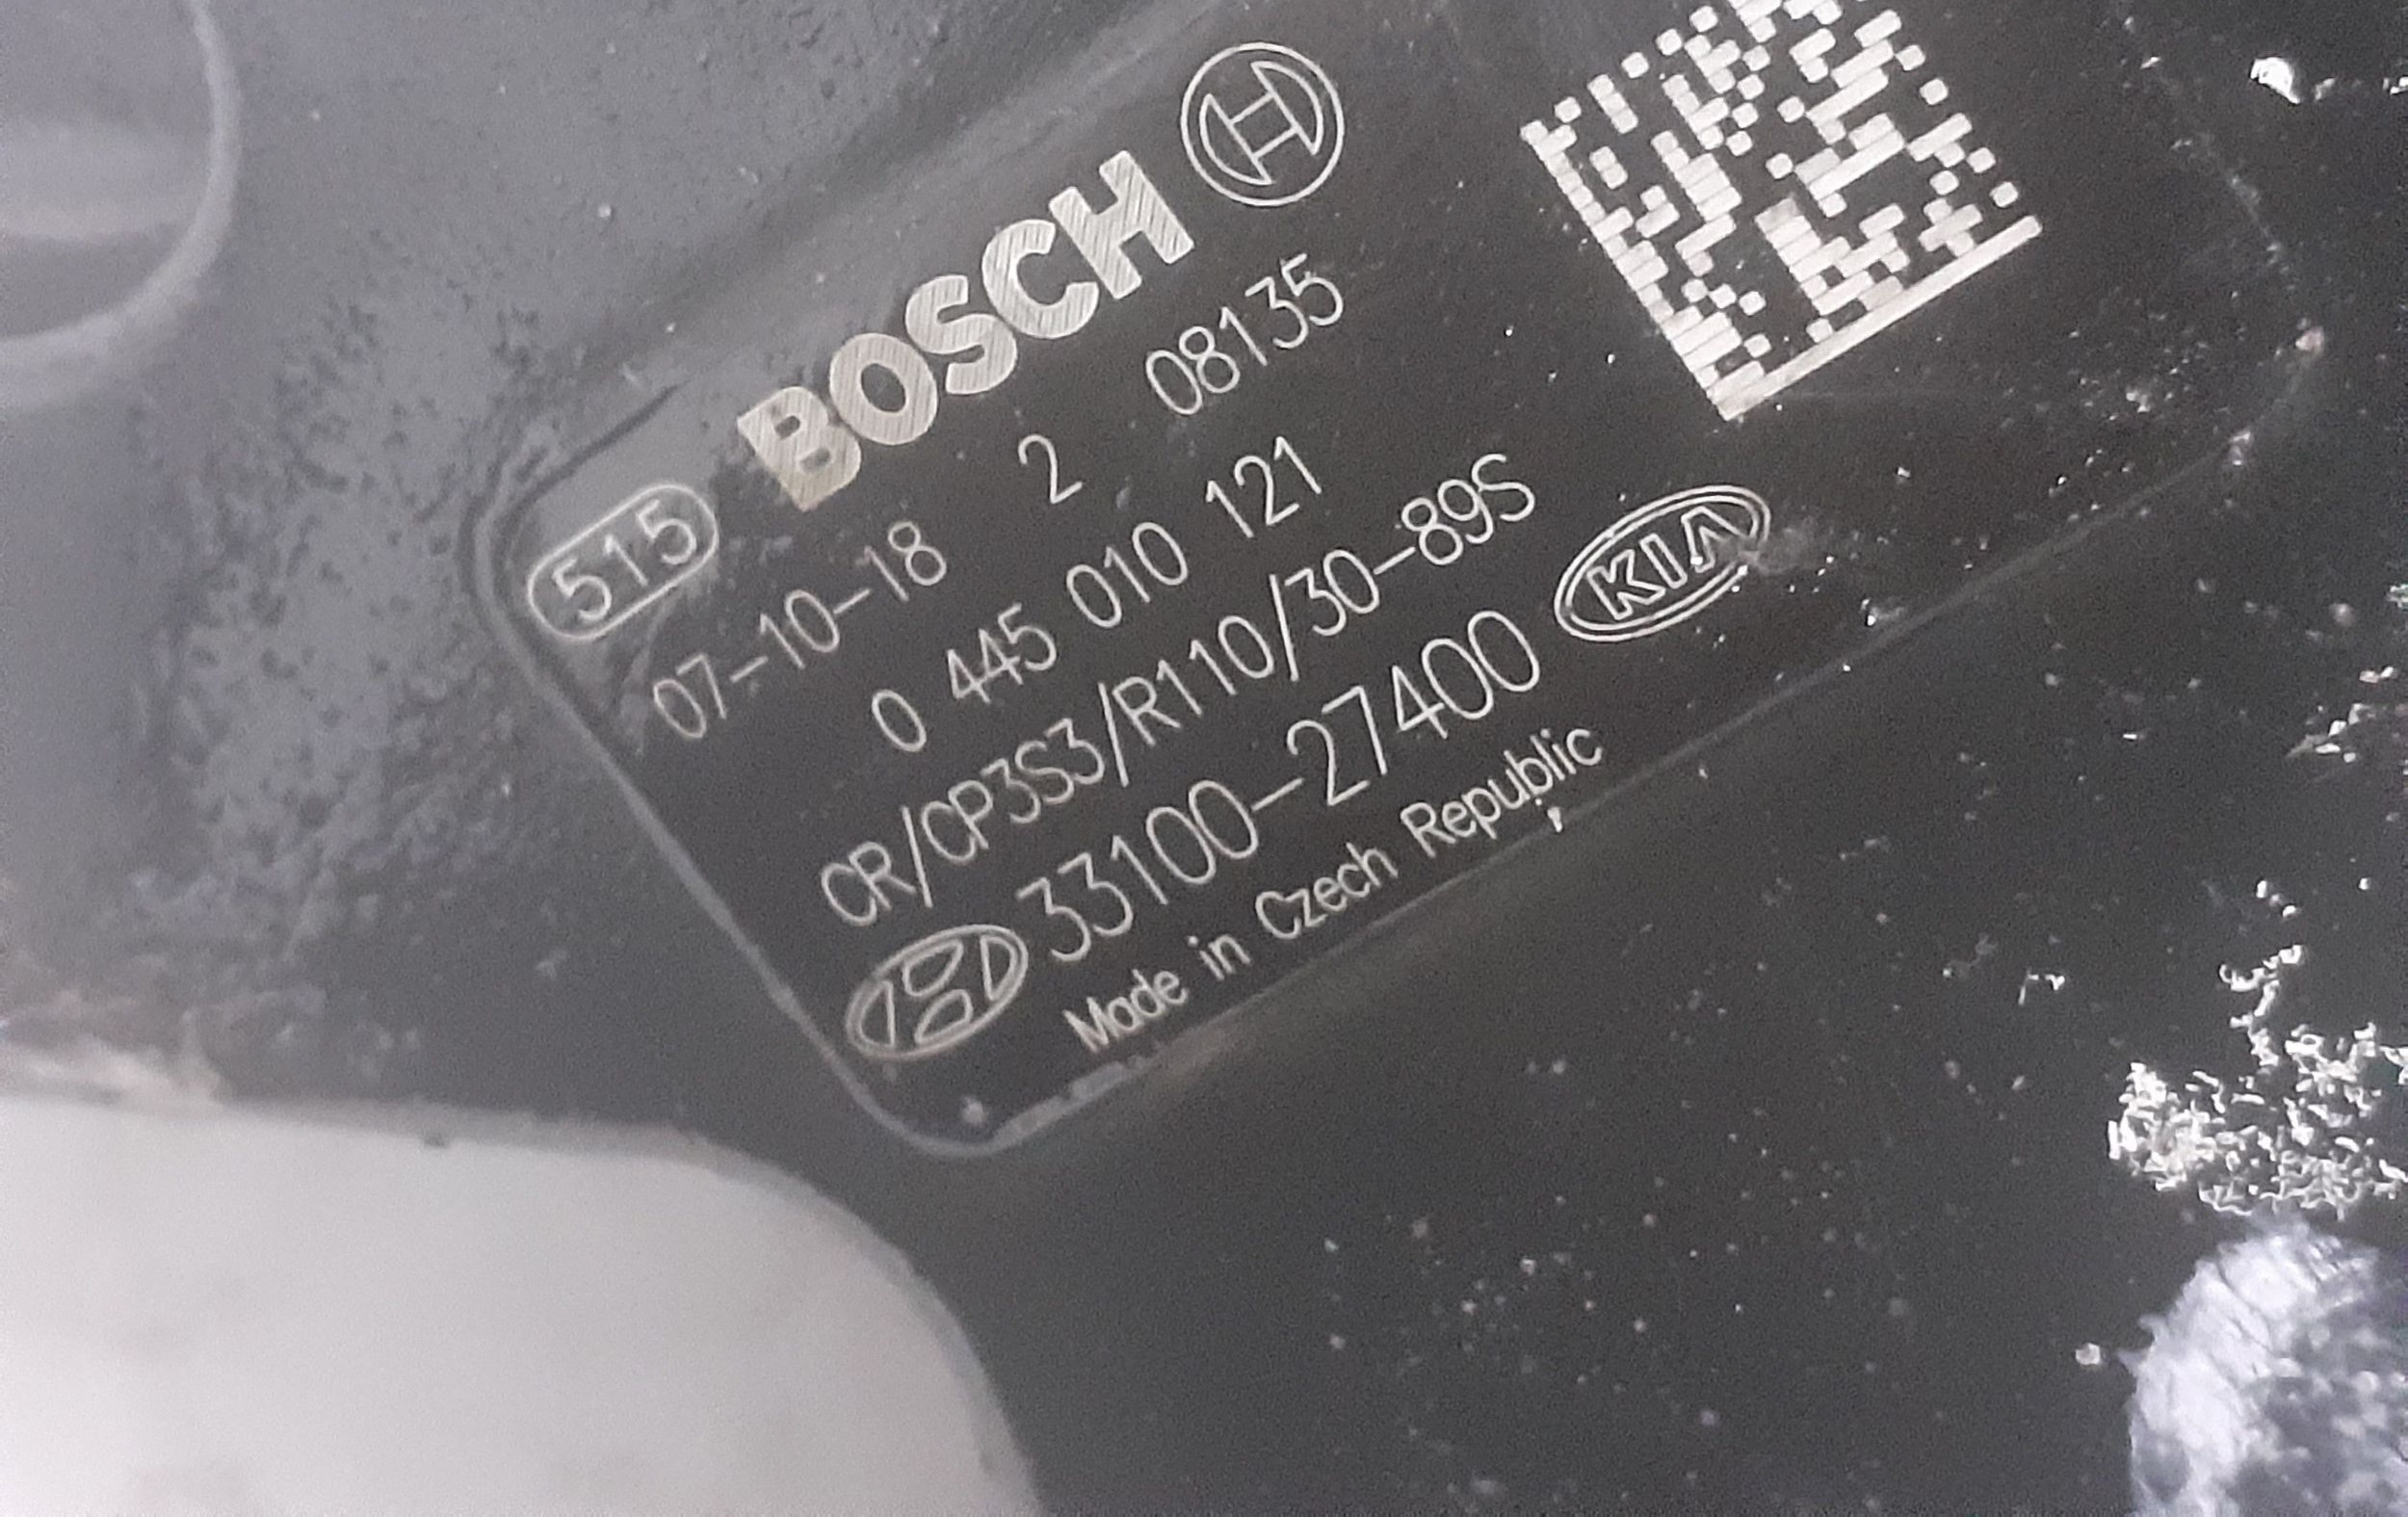 515 BOSCH
07-10-18 2 08135
0 445 010 121
CR/CP3S3/R110/30-89S
33100-27400 KIA
Made in Czech Republic